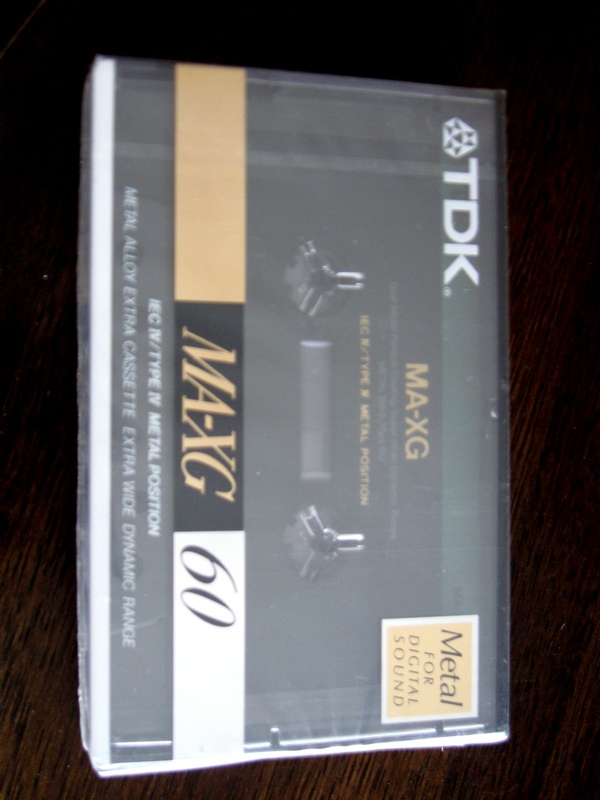 TDK
MA-XG
IEC IV/TYPE IV METAL POSITION
Metal
FOR
DIGITAL
SOUND
MA-XG 60
IEC IV/TYPE IV METAL POSITION
METAL ALLOY EXTRA CASSETTE EXTRA WIDE DYNAMIC RANGE